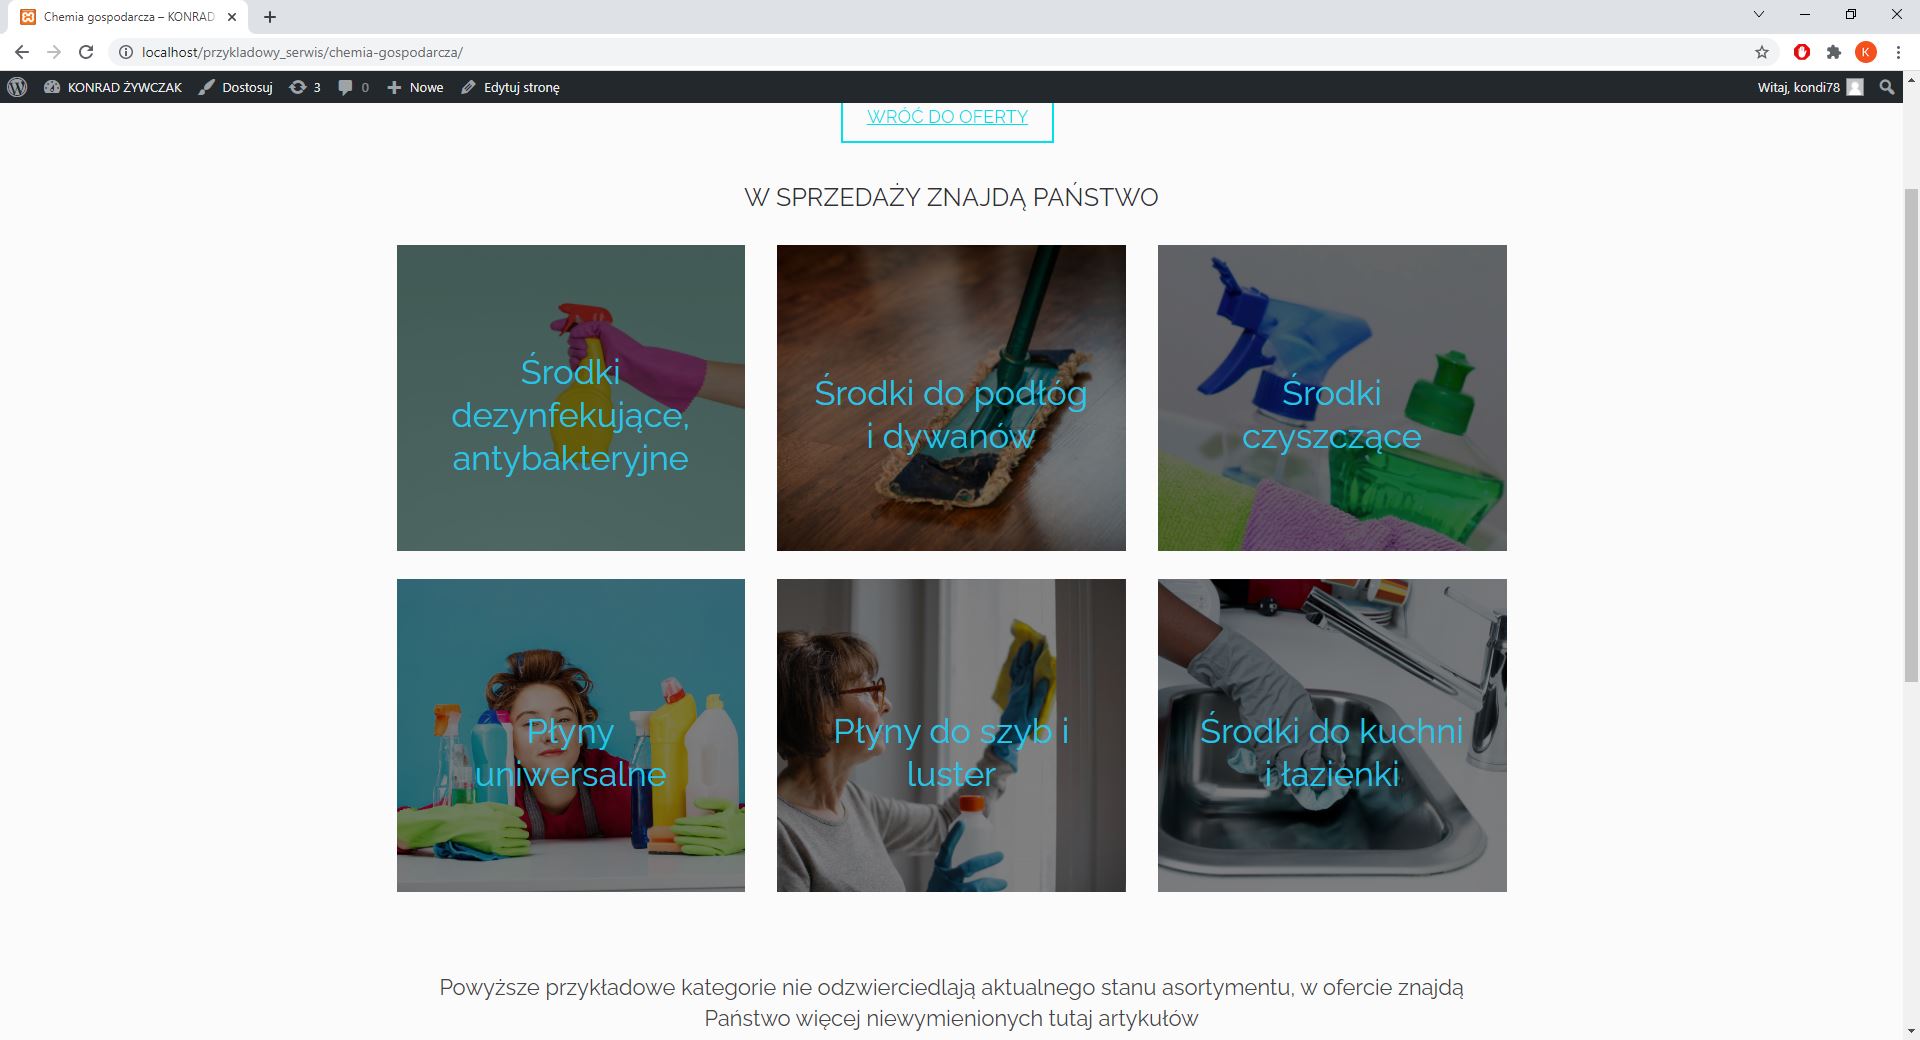 Chemia gospodarcza – KONRAD
localhost/przykladowy_serwis/chemia-gospodarcza/
K
KONRAD ŻYWCZAK
Dostosuj
3
0
Nowe
Edytuj stronę
Witaj, kondi78
WRÓĆ DO OFERTY
W SPRZEDAŻY ZNAJDĄ PAŃSTWO
Środki
dezynfekujące,
antybakteryjne
Środki do podłóg
i dywanów
Środki
czyszczące
Płyny
uniwersalne
Płyny do szyb i
luster
Środki do kuchni
i łazienki
Powyższe przykładowe kategorie nie odzwierciedlają aktualnego stanu asortymentu, w ofercie znajdą
Państwo więcej niewymienionych tutaj artykułów